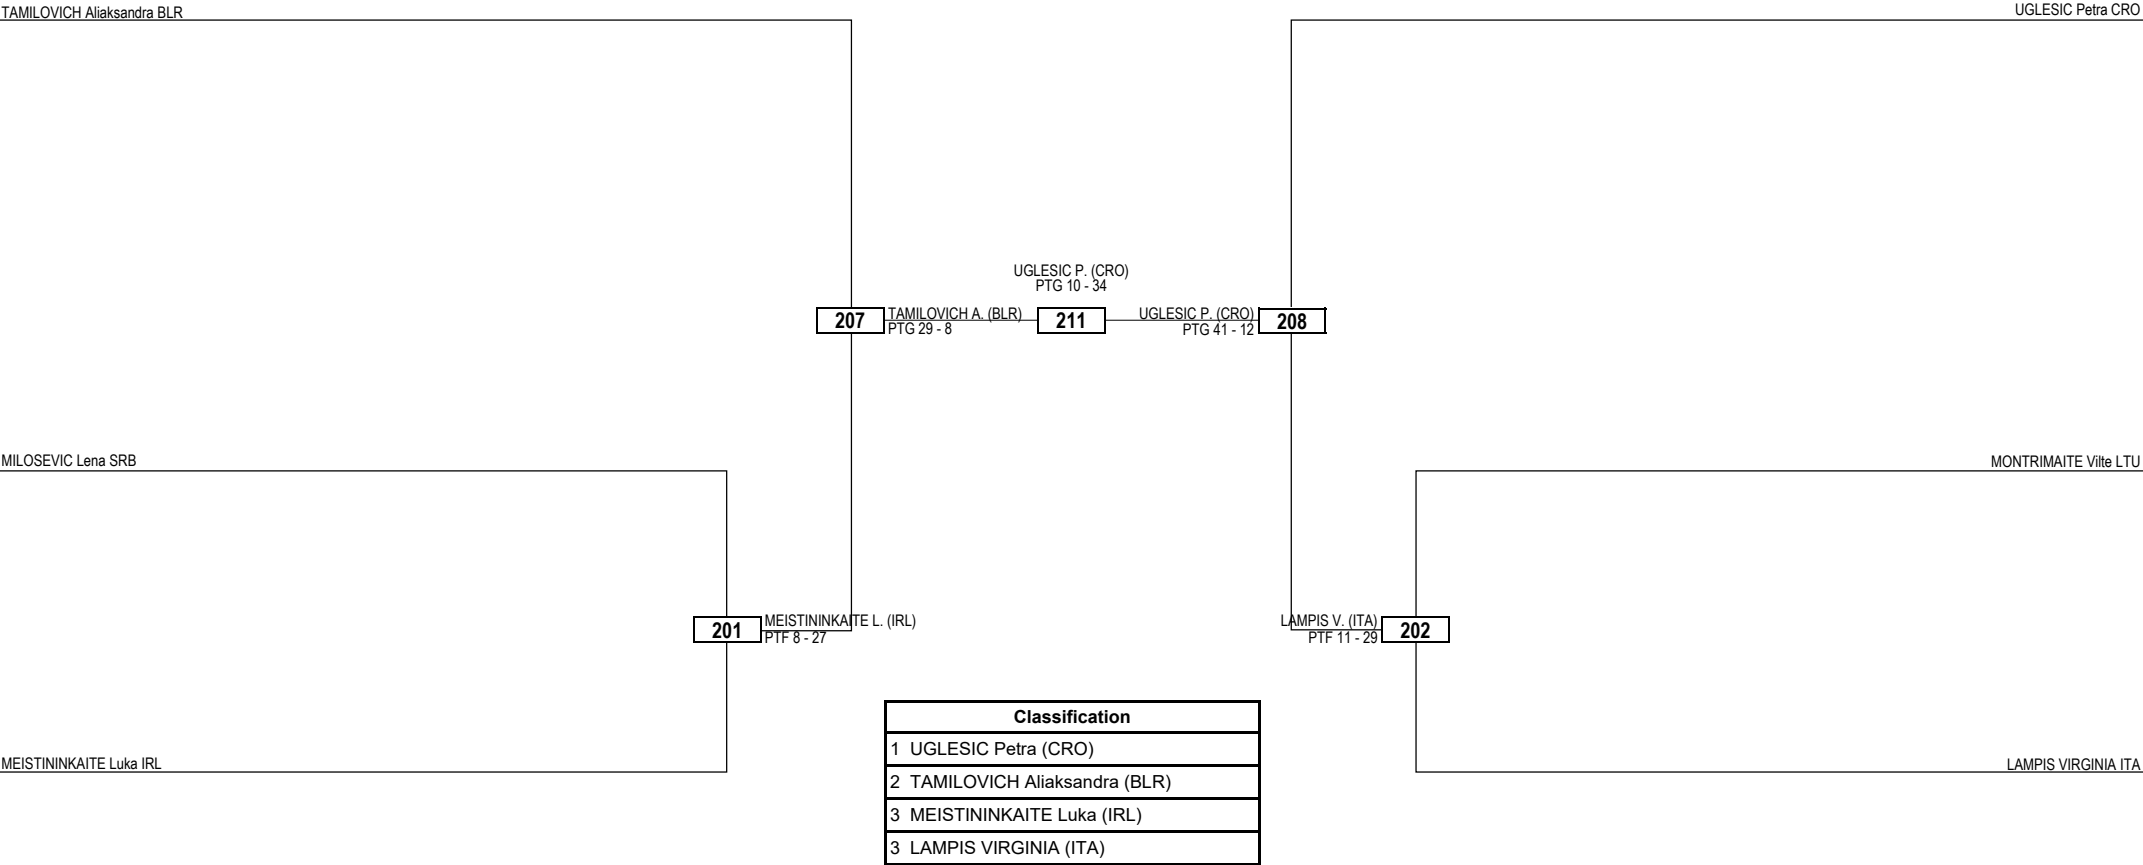 TAMILOVICH Aliaksandra BLR
UGLESIC Petra CRO
UGLESIC P. (CRO)
PTG 10 - 34
207
TAMILOVICH A. (BLR)
PTG 29 - 8
211
UGLESIC P. (CRO)
PTG 41 - 12
208
MILOSEVIC Lena SRB
MONTRIMAITE Vilte LTU
201
MEISTININKAITE L. (IRL)
PTF 8 - 27
LAMPIS V. (ITA)
PTF 11 - 29
202
MEISTININKAITE Luka IRL
LAMPIS VIRGINIA ITA
Classification
1 UGLESIC Petra (CRO)
2 TAMILOVICH Aliaksandra (BLR)
3 MEISTININKAITE Luka (IRL)
3 LAMPIS VIRGINIA (ITA)